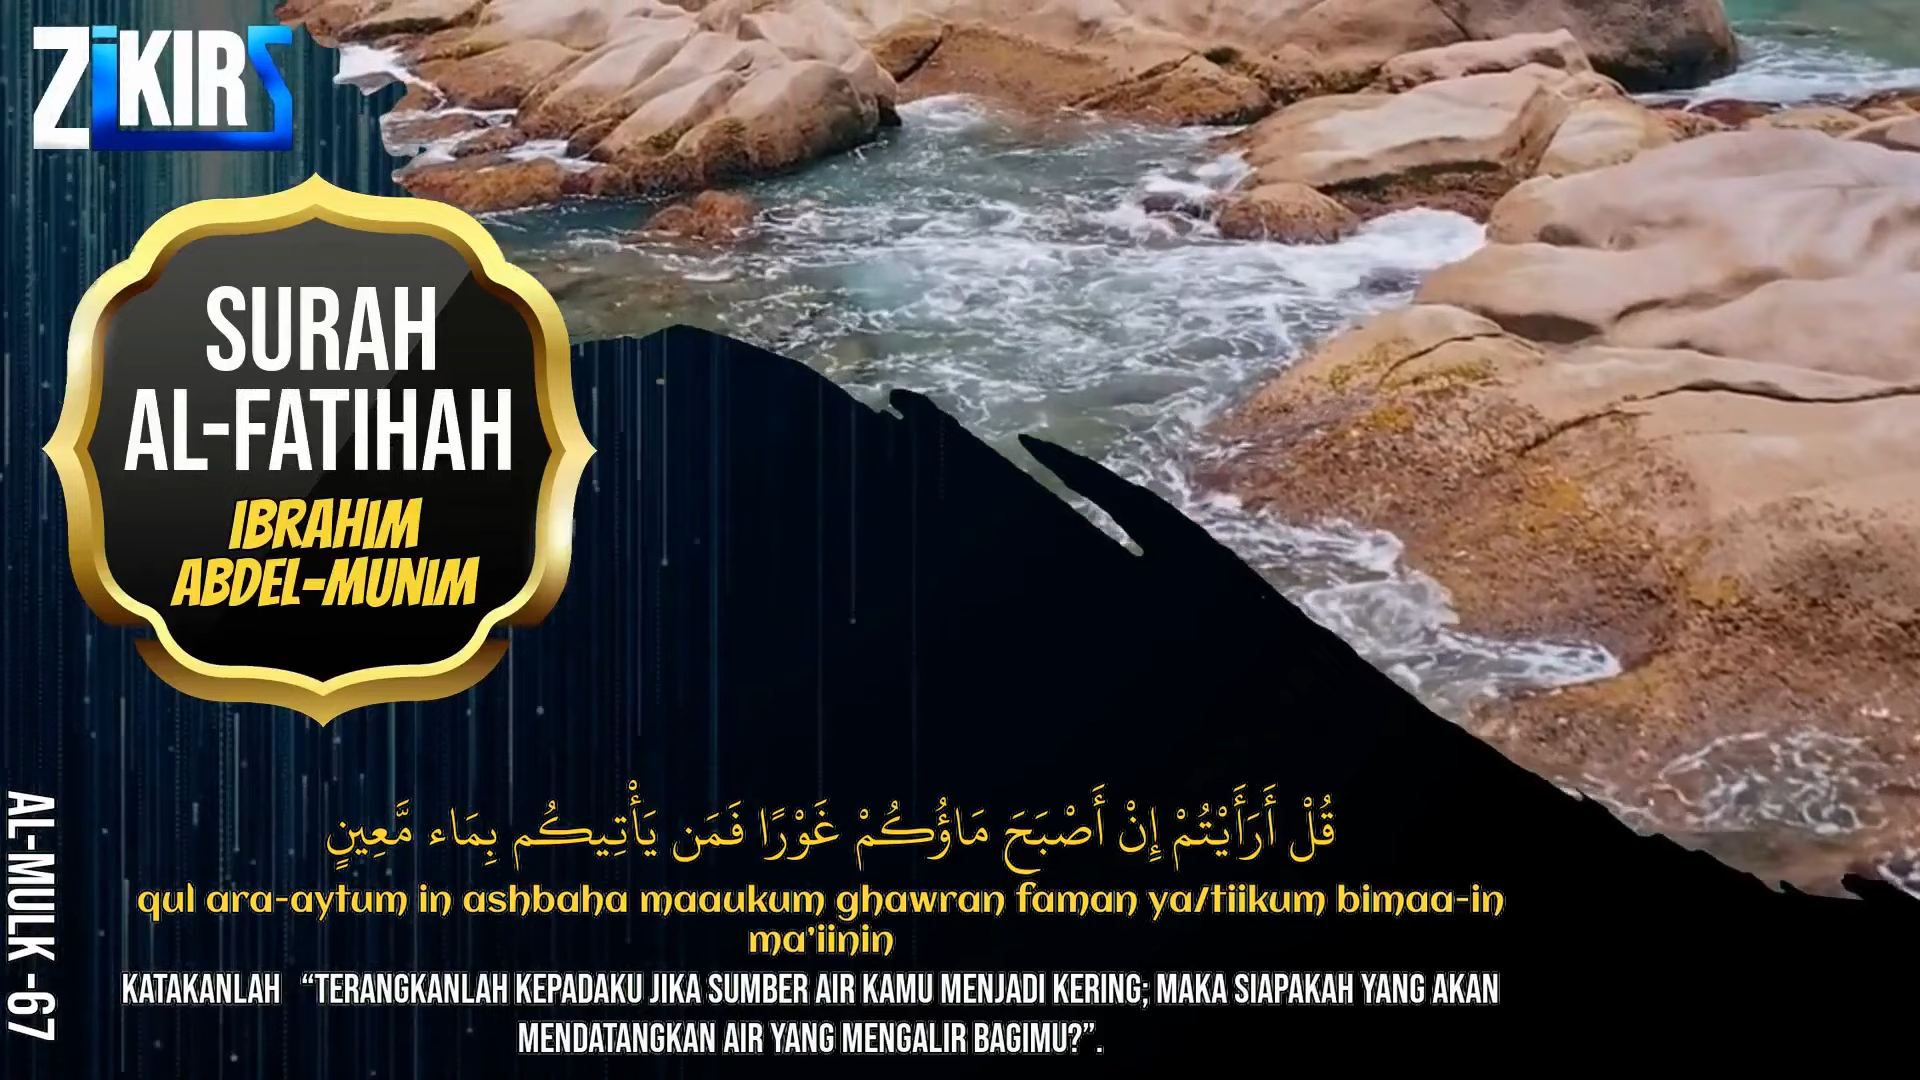 ZIKIRS
SURAH
AL-FATIHAH
IBRAHIM
ABDEL-MUNIM
AL-MULK -67
قُلْ أَرَأَيْتُمْ إِنْ أَصْبَحَ مَاؤُكُمْ غَوْرًا فَمَن يَأْتِيكُم بِمَاء مَّعِينٍ
qul ara-aytum in ashbaha maaukum ghawran faman ya/tiikum bimaa-in
ma'iinin
KATAKANLAH “TERANGKANLAH KEPADAKU JIKA SUMBER AIR KAMU MENJADI KERING; MAKA SIAPAKAH YANG AKAN
MENDATANGKAN AIR YANG MENGALIR BAGIMU?”.